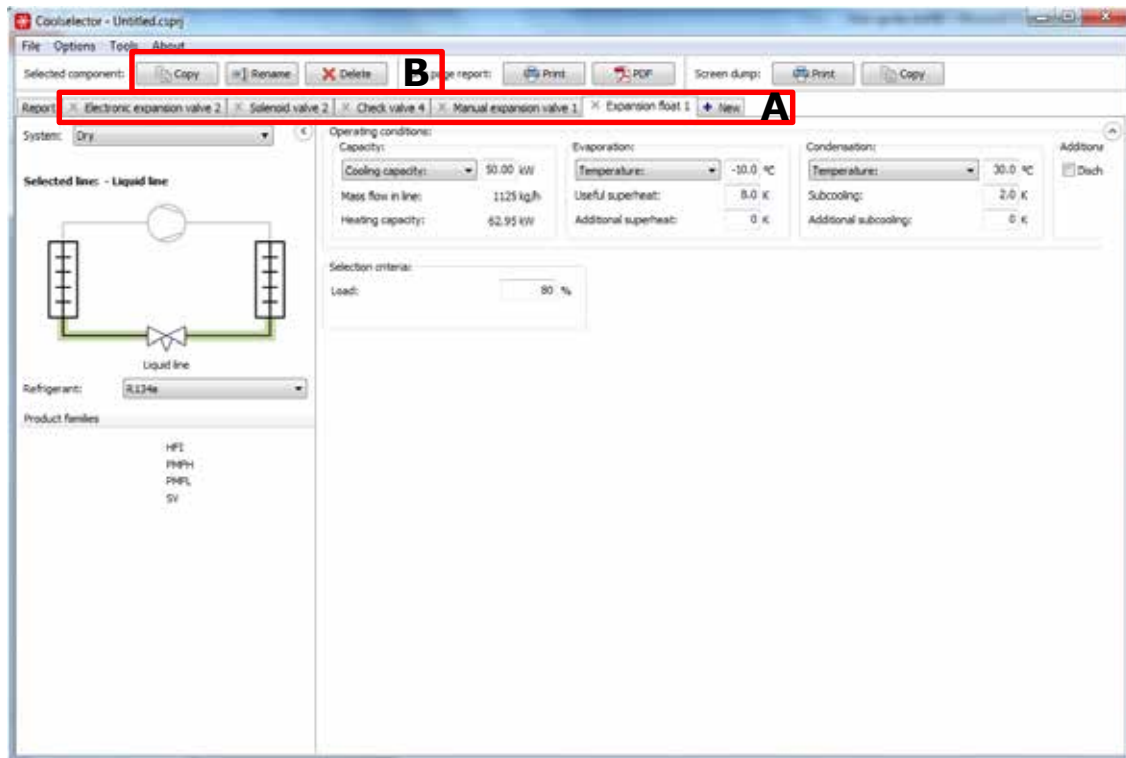 Coolselector - Untitled.csprj
File Options Tools About
Selected component: Copy Rename Delete B page report: Print PDF Screen dump: Print Copy
Report Electronic expansion valve 2 Solenoid valve 2 Check valve 4 Manual expansion valve 1 Expansion float 1 New A
System: Dry
Selected line: - Liquid line
Liquid line
Refrigerant: R134a
Product families
HFI
PMFH
PMFL
SV
Operating conditions:
Capacity: Evaporation: Condensation: Additiona
Cooling capacity: 50.00 kW Temperature: -10.0 °C Temperature: 30.0 °C Disch
Mass flow in line: 1125 kg/h Useful superheat: 8.0 K Subcooling: 2.0 K
Heating capacity: 62.95 kW Additional superheat: 0 K Additional subcooling: 0 K
Selection criteria:
Load: 80 %